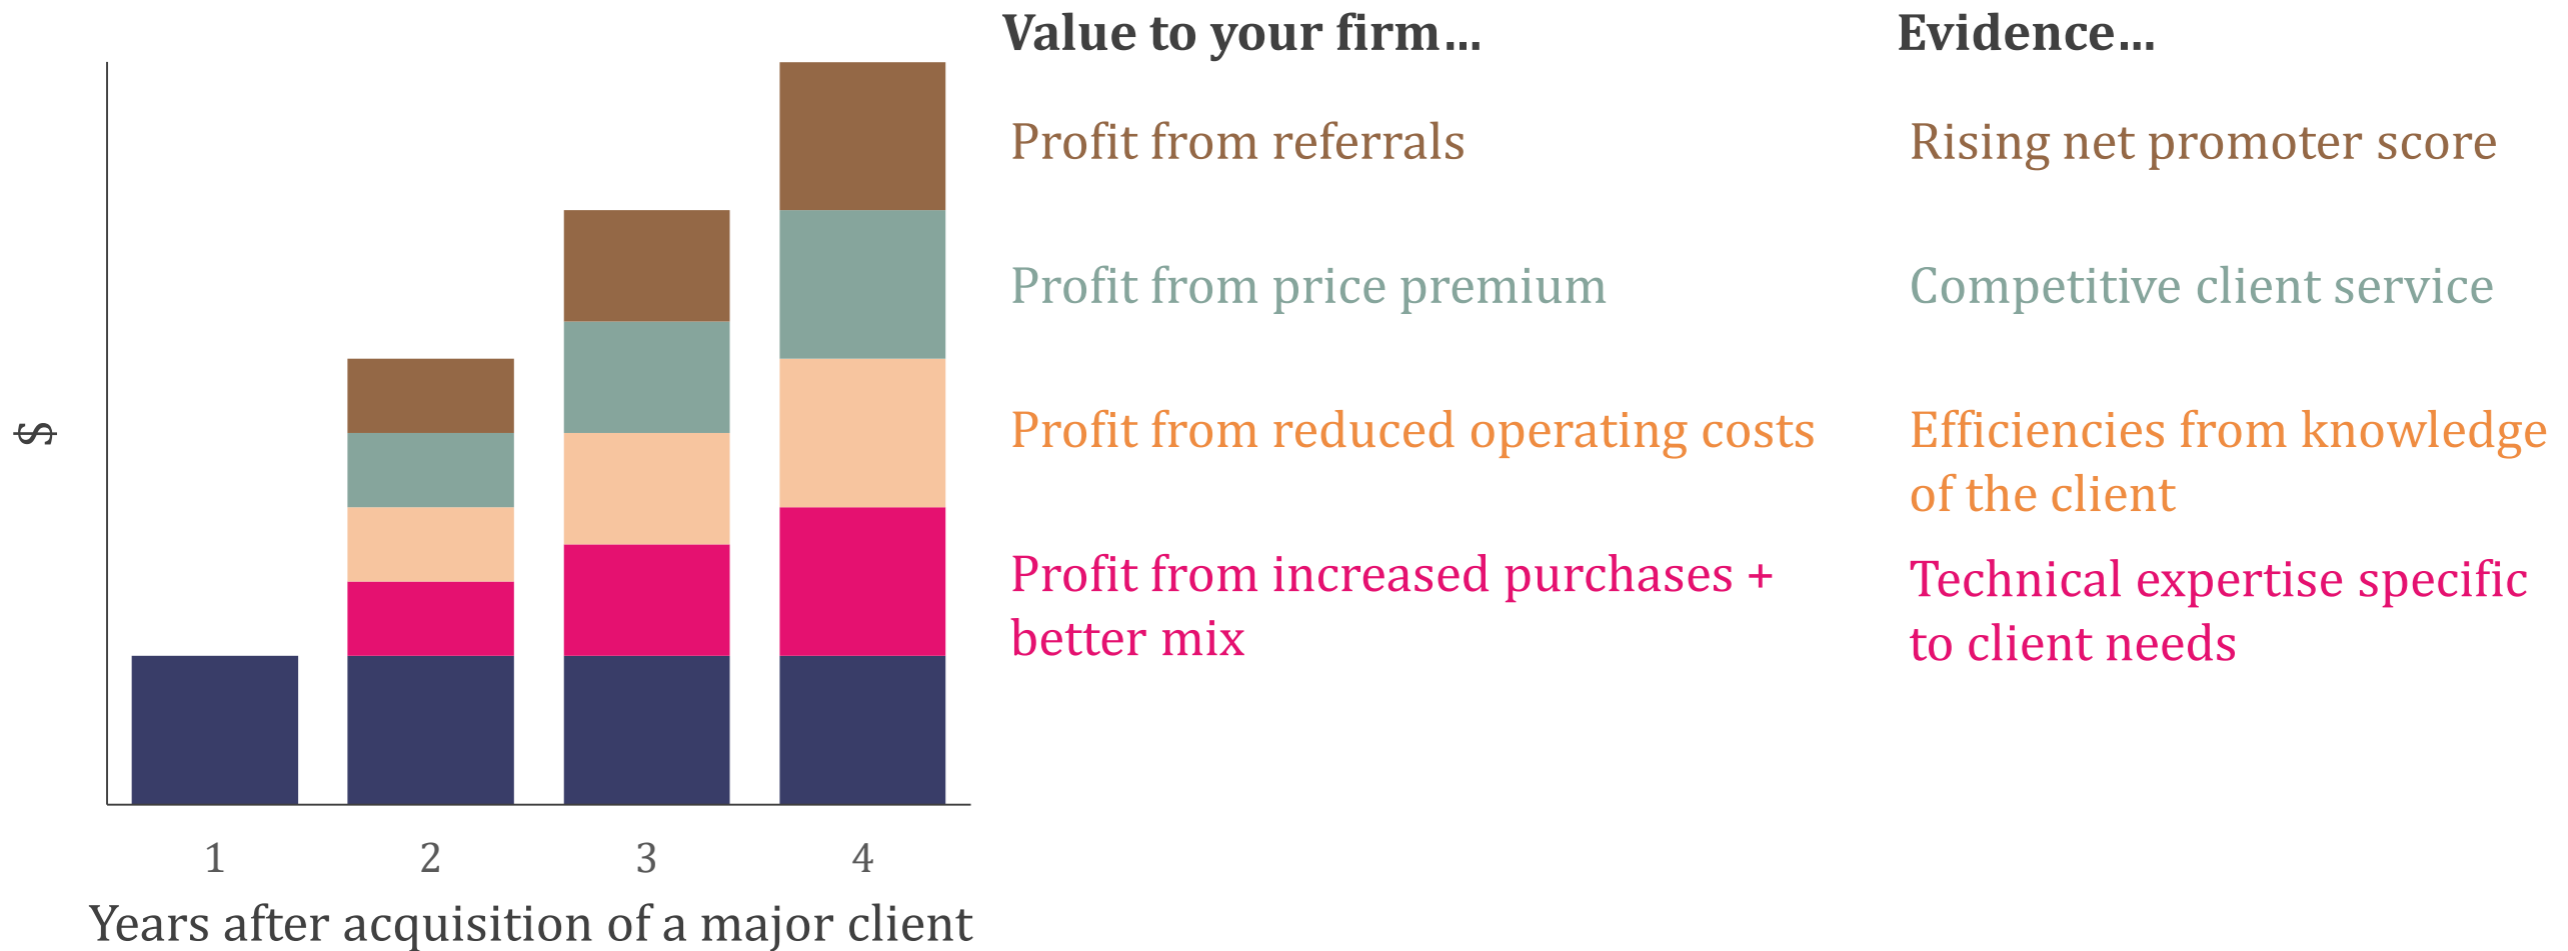 Value to your firm...
Evidence...
Profit from referrals
Rising net promoter score
Profit from price premium
Competitive client service
$
Profit from reduced operating costs
Efficiencies from knowledge
of the client
Profit from increased purchases +
better mix
Technical expertise specific
to client needs
1
2
3
4
Years after acquisition of a major client